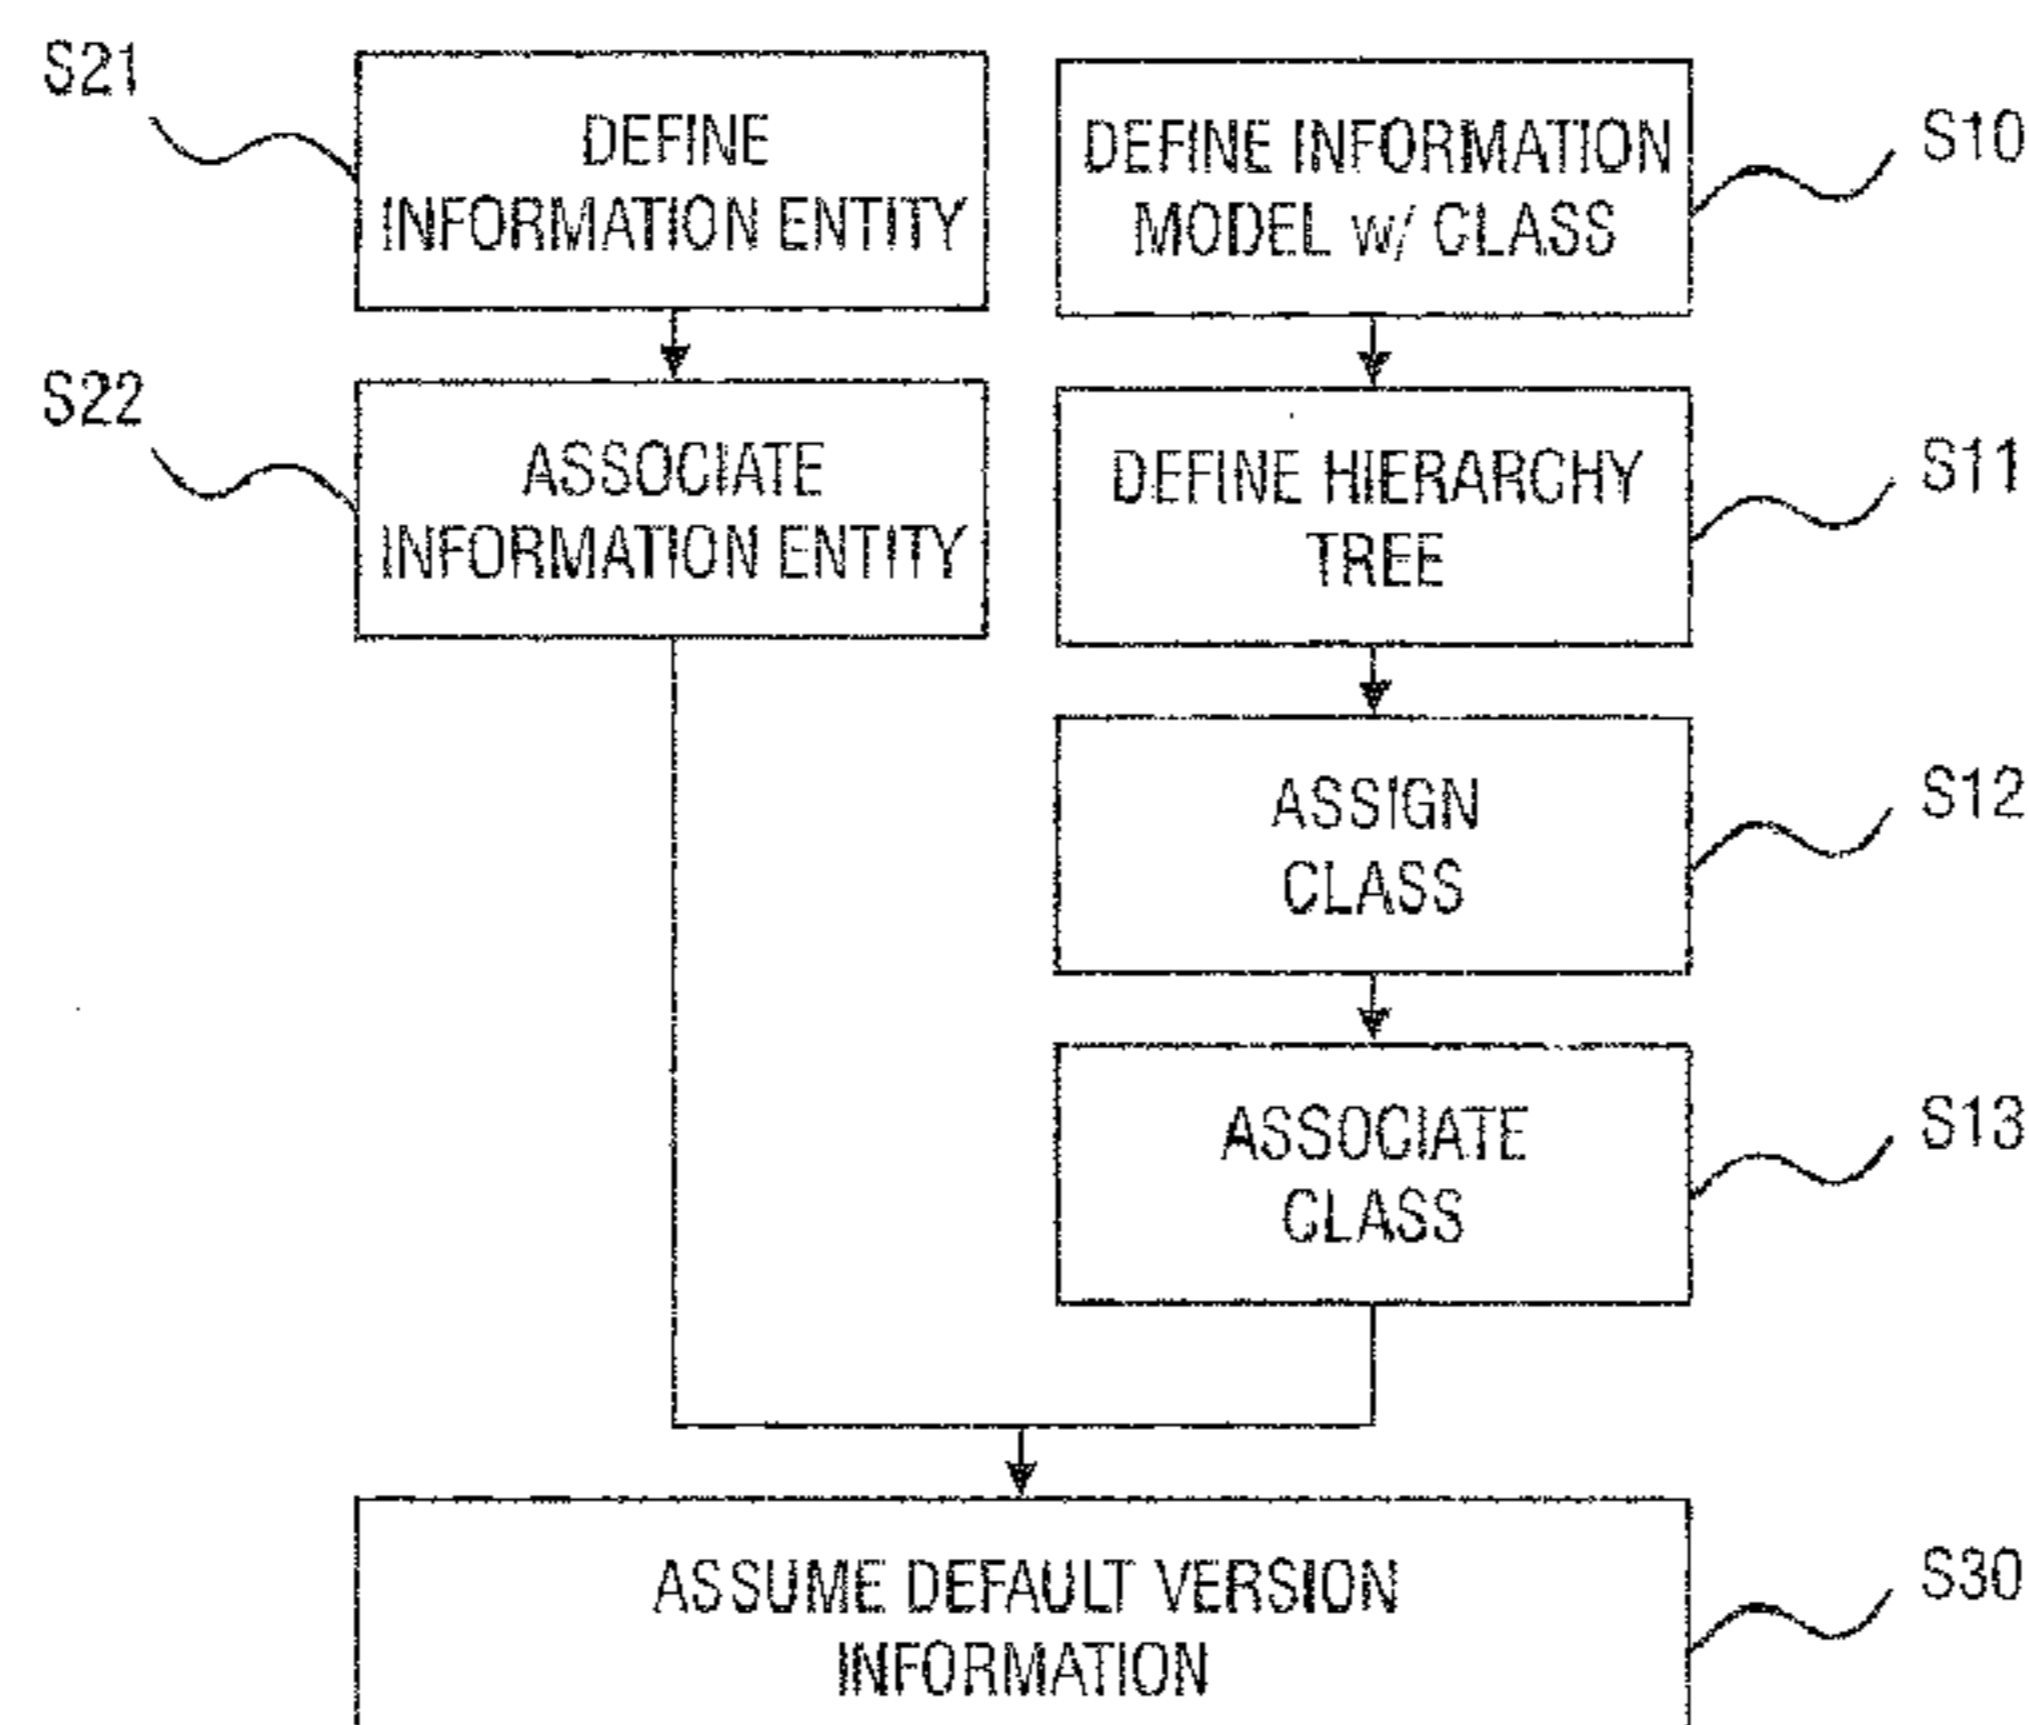 S21
DEFINE
INFORMATION ENTITY
S22
ASSOCIATE
INFORMATION ENTITY
DEFINE INFORMATION
MODEL w/ CLASS
S10
DEFINE HIERARCHY
TREE
S11
ASSIGN
CLASS
S12
ASSOCIATE
CLASS
S13
ASSUME DEFAULT VERSION
INFORMATION
S30